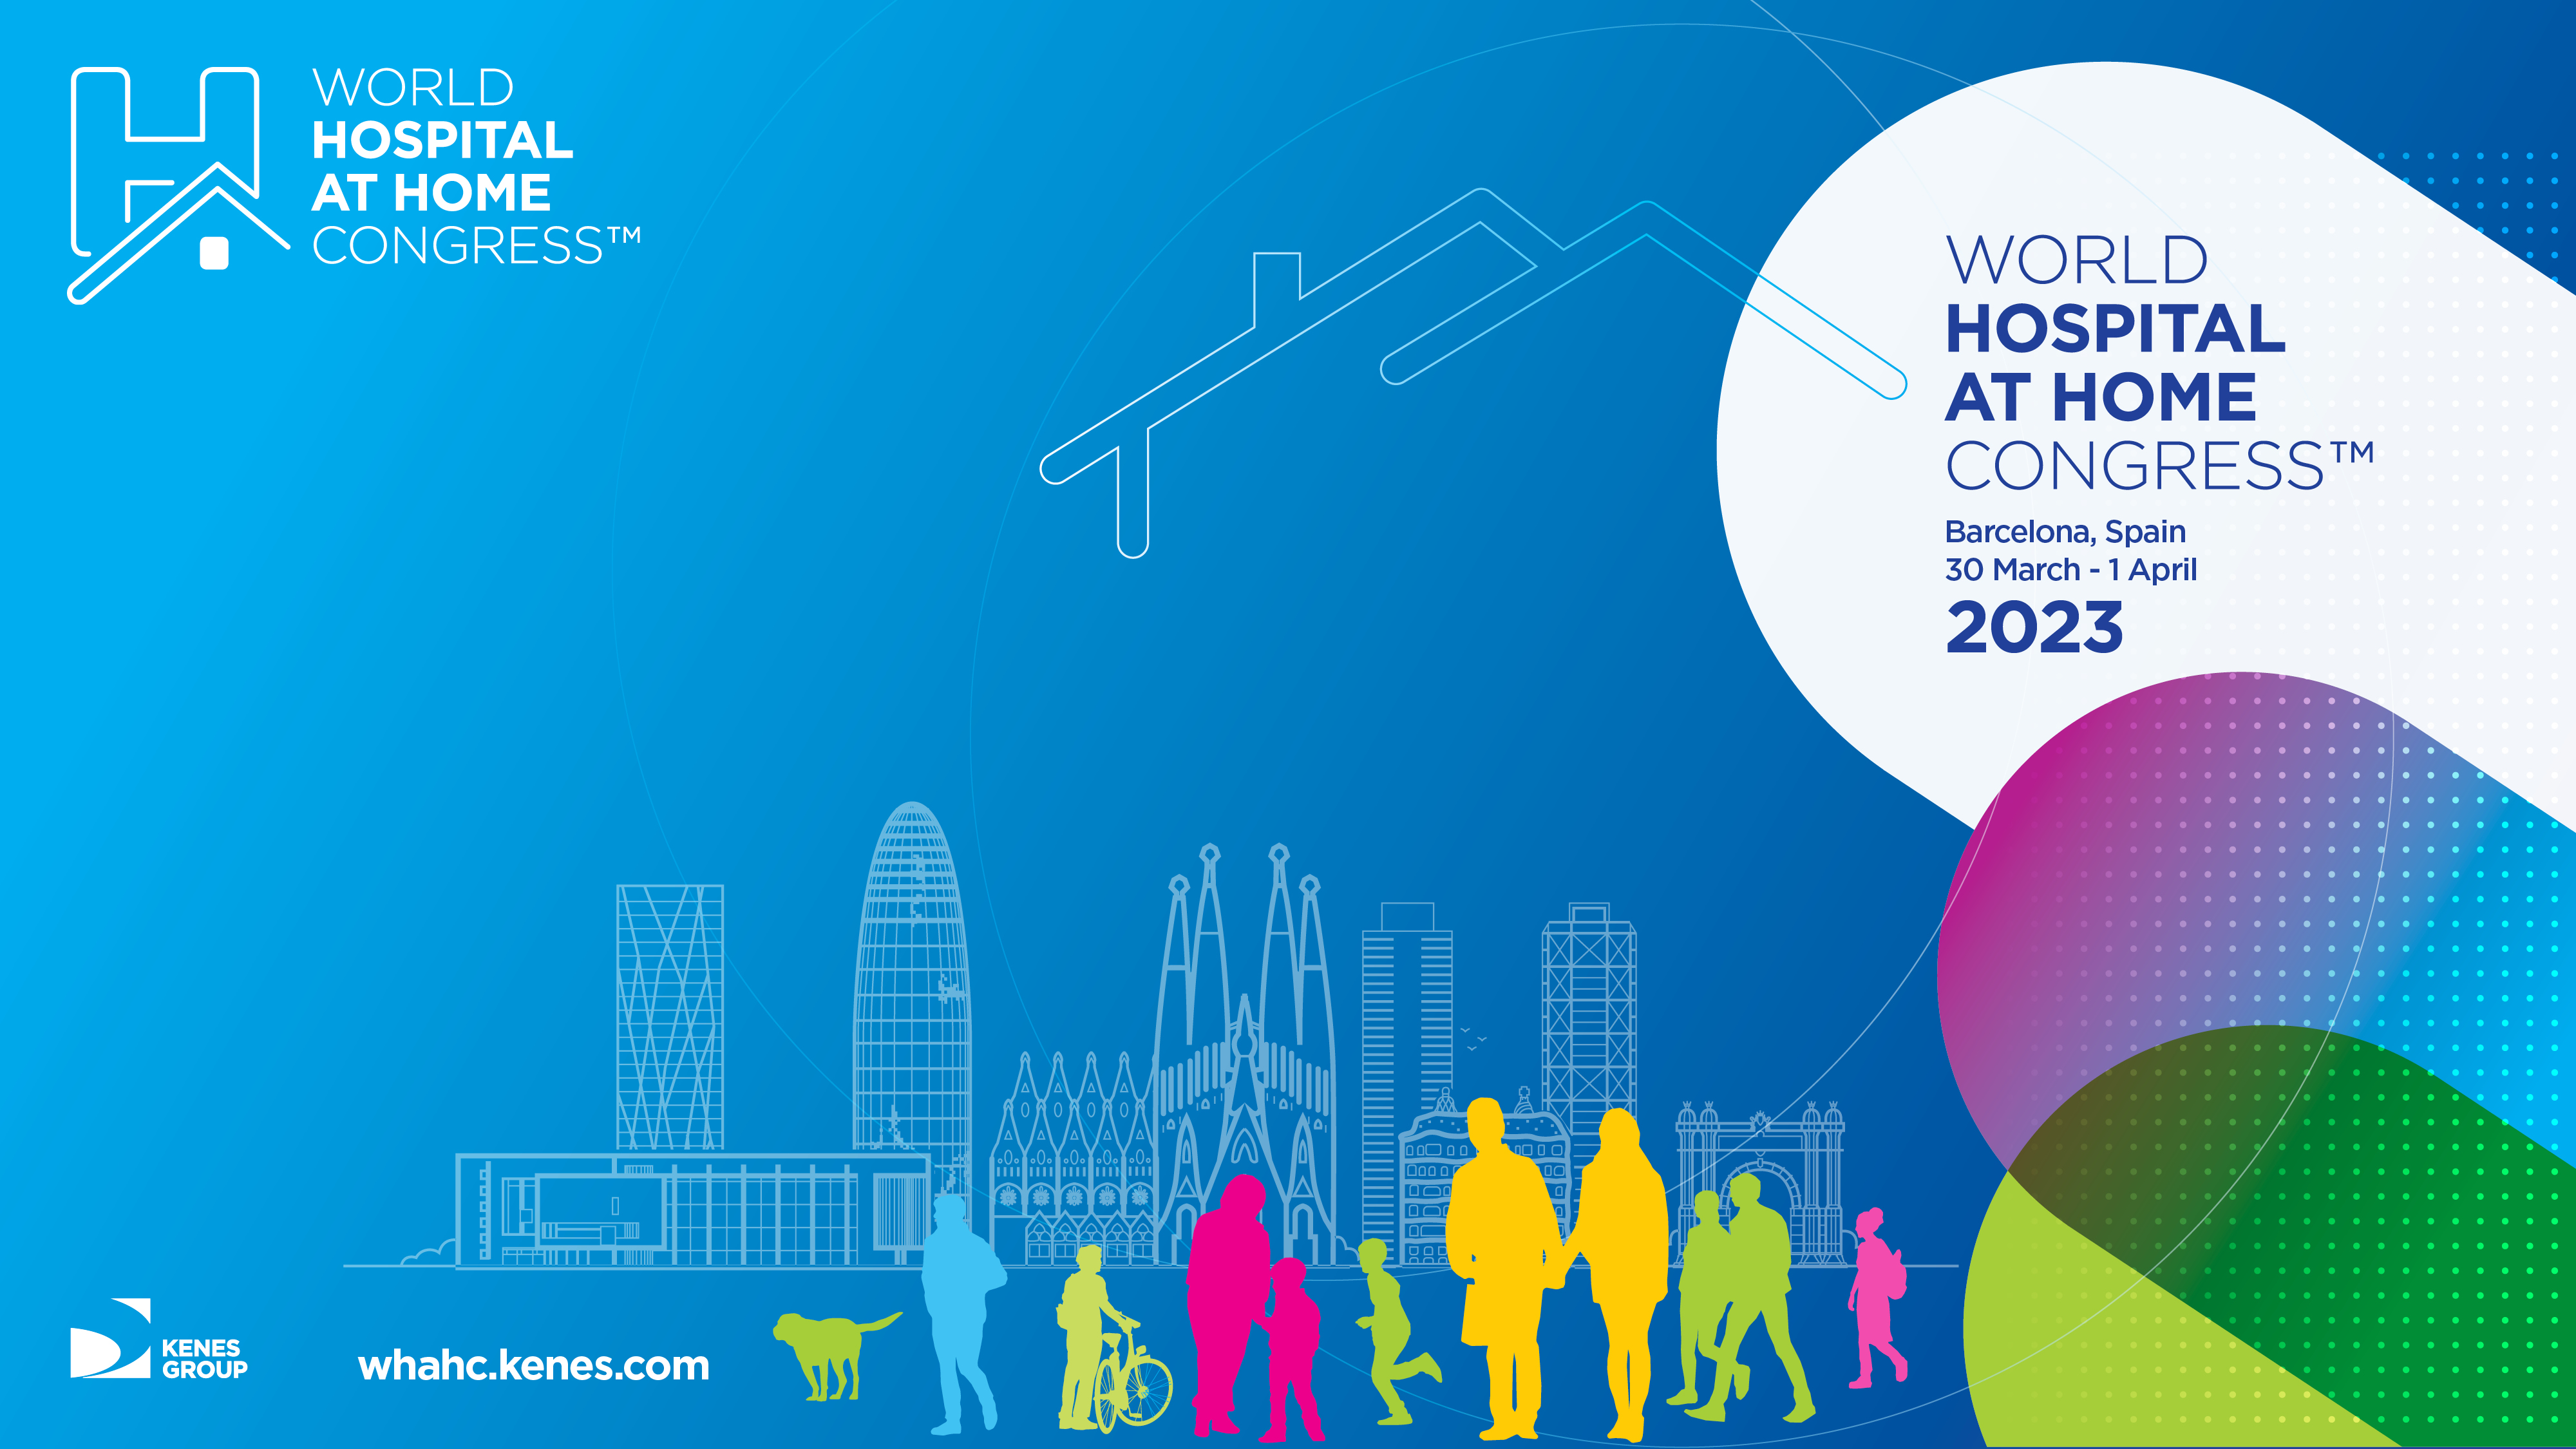 WORLD
HOSPITAL
AT HOME
CONGRESS™
WORLD
HOSPITAL
AT HOME
CONGRESS™
Barcelona, Spain
30 March - 1 April
2023
KENES
GROUP
whahc.kenes.com